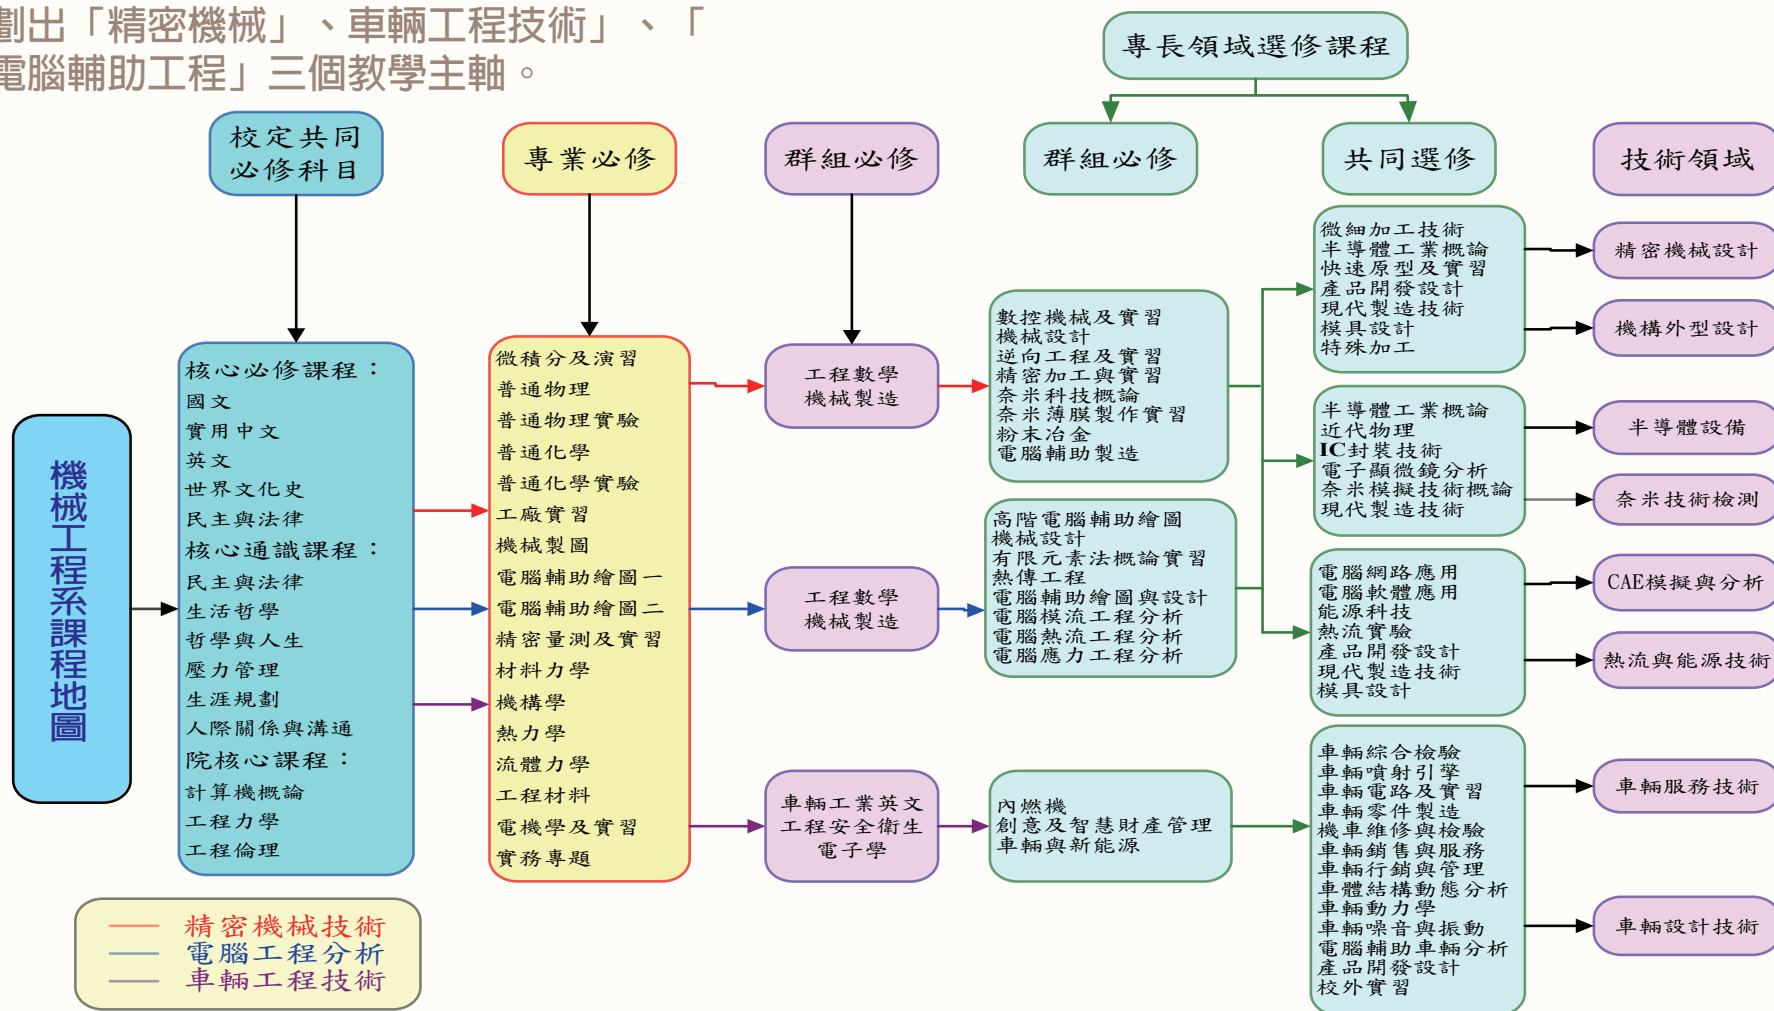 劃出「精密機械」、車輛工程技術」、「
電腦輔助工程」三個教學主軸。
專長領域選修課程
校定共同
必修科目
專業必修
群組必修
群組必修
共同選修
技術領域
機械工程系課程地圖
核心必修課程：
國文
實用中文
英文
世界文化史
民主與法律
核心通識課程：
民主與法律
生活哲學
哲學與人生
壓力管理
生涯規劃
人際關係與溝通
院核心課程：
計算機概論
工程力學
工程倫理
微積分及演習
普通物理
普通物理實驗
普通化學
普通化學實驗
工廠實習
機械製圖
電腦輔助繪圖一
電腦輔助繪圖二
精密量測及實習
材料力學
機構學
熱力學
流體力學
工程材料
電機學及實習
實務專題
工程數學
機械製造
工程數學
機械製造
車輛工業英文
工程安全衛生
電子學
數控機械及實習
機械設計
逆向工程及實習
精密加工與實習
奈米科技概論
奈米薄膜製作實習
粉末冶金
電腦輔助製造
高階電腦輔助繪圖
機械設計
有限元素法概論實習
熱傳工程
電腦輔助繪圖與設計
電腦模流工程分析
電腦熱流工程分析
電腦應力工程分析
內燃機
創意及智慧財產管理
車輛與新能源
微細加工技術
半導體工業概論
快速原型及實習
產品開發設計
現代製造技術
模具設計
特殊加工
半導體工業概論
近代物理
IC封裝技術
電子顯微鏡分析
奈米模擬技術概論
現代製造技術
電腦網路應用
電腦軟體應用
能源科技
熱流實驗
產品開發設計
現代製造技術
模具設計
車輛綜合檢驗
車輛噴射引擎
車輛電路及實習
車輛零件製造
機車維修與檢驗
車輛銷售與服務
車輛行銷與管理
車體結構動態分析
車輛動力學
車輛噪音與振動
電腦輔助車輛分析
產品開發設計
校外實習
精密機械設計
機構外型設計
半導體設備
奈米技術檢測
CAE模擬與分析
熱流與能源技術
車輛服務技術
車輛設計技術
精密機械技術
電腦工程分析
車輛工程技術